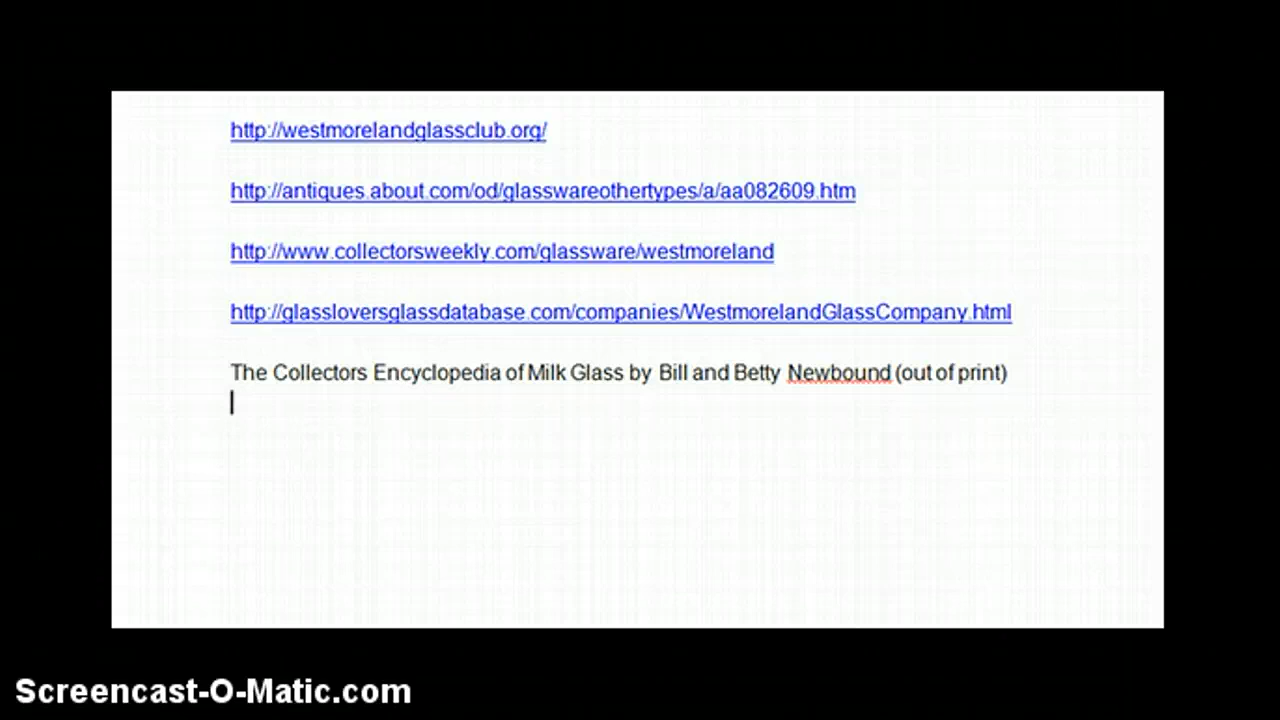 http://westmorelandglassclub.org/
http://antiques.about.com/od/glasswareothertypes/a/aa082609.htm
http://www.collectorsweekly.com/glassware/westmoreland
http://glassloversglassdatabase.com/companies/WestmorelandGlassCompany.html
The Collectors Encyclopedia of Milk Glass by Bill and Betty Newbound (out of print)
Screencast-O-Matic.com